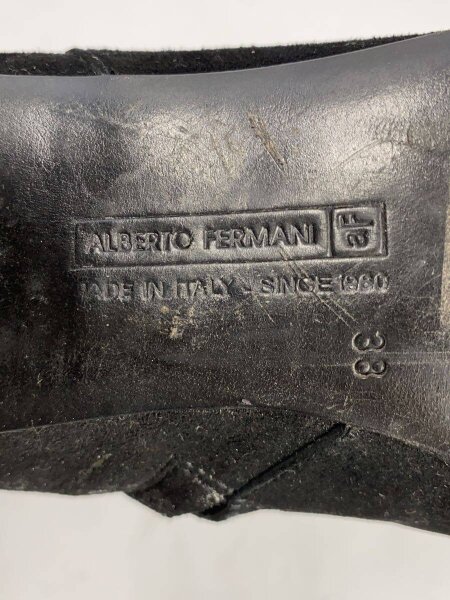 ALBERTO FERMANI aF
MADE IN ITALY - SINCE 1980
38